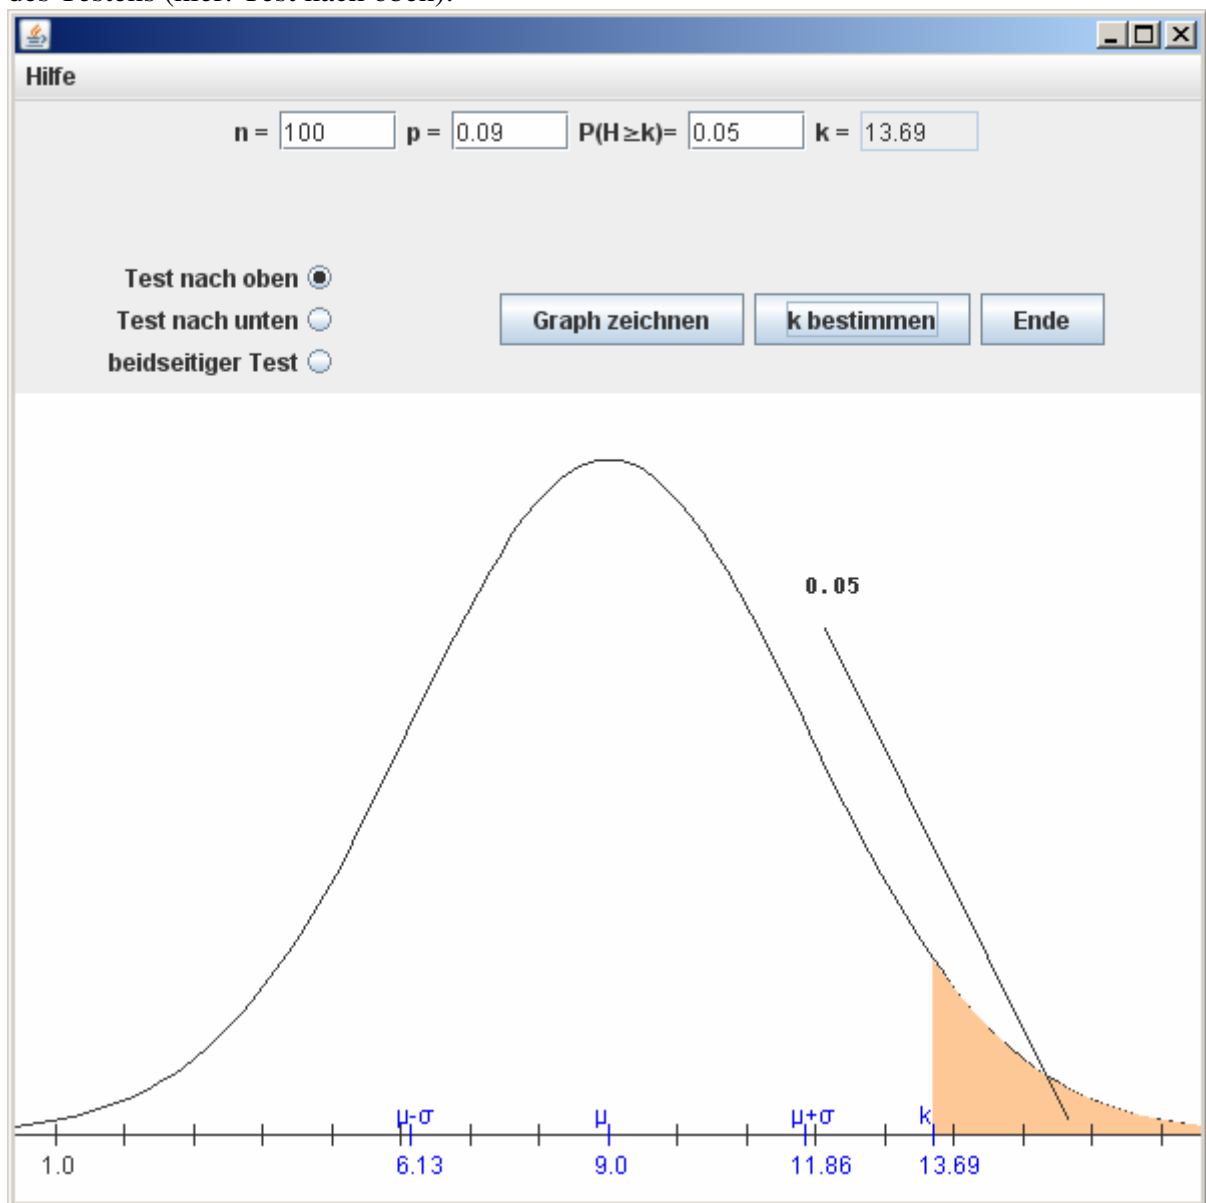 des Testens (hier: Test nach oben):
Hilfe
n = 100 p = 0.09 P(H≥k)= 0.05 k = 13.69
Test nach oben
Test nach unten
beidseitiger Test
Graph zeichnen k bestimmen Ende
0.05
μ-σ μ μ+σ k
1.0 6.13 9.0 11.86 13.69